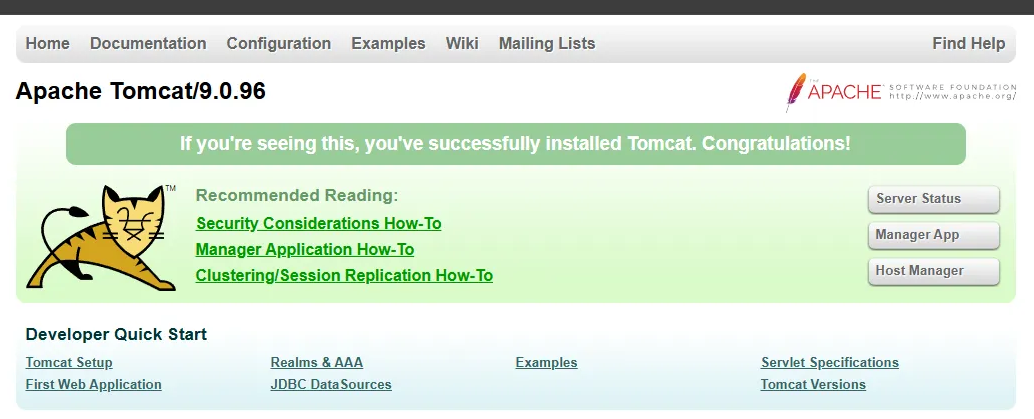 Home Documentation Configuration Examples Wiki Mailing Lists Find Help
Apache Tomcat/9.0.96
THE
APACHE™ SOFTWARE FOUNDATION
http://www.apache.org/
If you're seeing this, you've successfully installed Tomcat. Congratulations!
TM
Recommended Reading:
Security Considerations How-To
Manager Application How-To
Clustering/Session Replication How-To
Server Status
Manager App
Host Manager
Developer Quick Start
Tomcat Setup Realms & AAA Examples Servlet Specifications
First Web Application JDBC DataSources Tomcat Versions